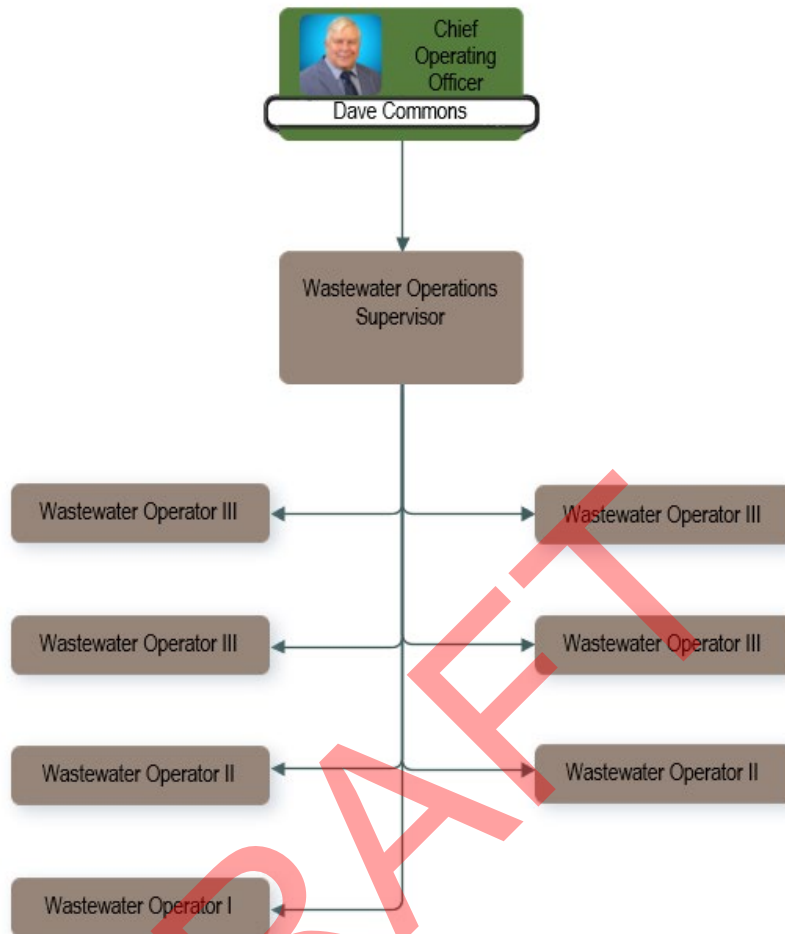 Chief
Operating
Officer
Dave Commons
Wastewater Operations
Supervisor
Wastewater Operator III
Wastewater Operator III
Wastewater Operator III
Wastewater Operator III
Wastewater Operator II
Wastewater Operator II
Wastewater Operator I
DRAFT